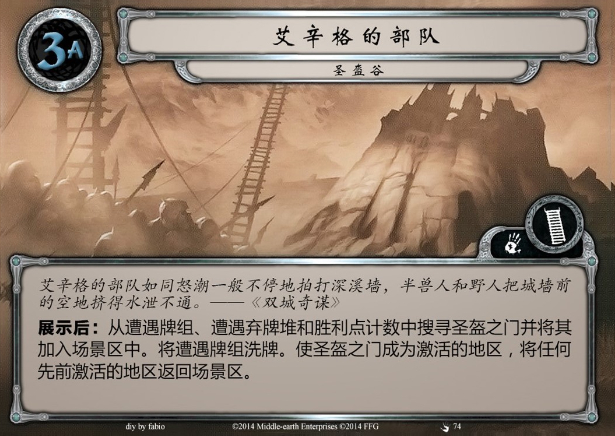 3A
艾辛格的部队
圣盔谷
艾辛格的部队如同怒潮一般不停地拍打深溪墙，半兽人和野人把城墙前
的空地挤得水泄不通。——《双城奇谋》
展示后：从遭遇牌组、遭遇弃牌堆和胜利点计数中搜寻圣盔之门并将其
加入场景区中。将遭遇牌组洗牌。使圣盔之门成为激活的地区，将任何
先前激活的地区返回场景区。
diy by fabio ©2014 Middle-earth Enterprises ©2014 FFG 74